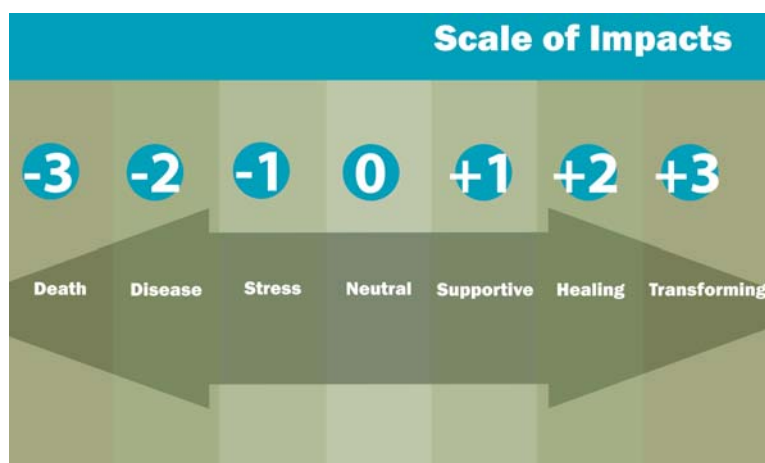 Scale of Impacts
-3 -2 -1 0 +1 +2 +3
Death Disease Stress Neutral Supportive Healing Transforming